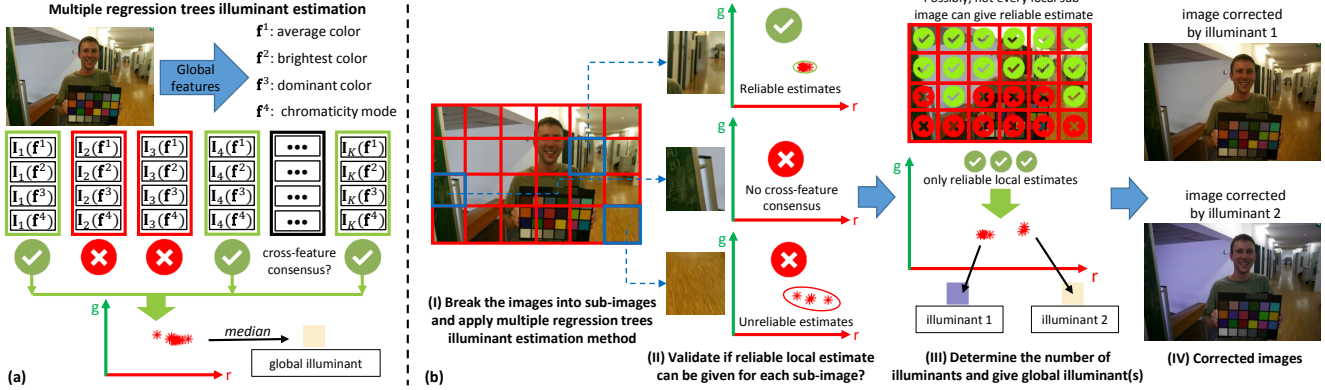 Multiple regression trees illuminant estimation
Global
features
f¹: average color
f²: brightest color
f³: dominant color
f⁴: chromaticity mode
I₁(f¹) I₂(f¹) I₃(f¹) I₄(f¹) ••• I_K(f¹)
I₁(f²) I₂(f²) I₃(f²) I₄(f²) ••• I_K(f²)
I₁(f³) I₂(f³) I₃(f³) I₄(f³) ••• I_K(f³)
I₁(f⁴) I₂(f⁴) I₃(f⁴) I₄(f⁴) ••• I_K(f⁴)
cross-feature
consensus?
g
median
global illuminant
r
(a)
(I) Break the images into sub-images
and apply multiple regression trees
illuminant estimation method
(b)
g
Reliable estimates
r
g
No cross-feature
consensus
r
g
Unreliable estimates
r
(II) Validate if reliable local estimate
can be given for each sub-image?
Possibly, not every local sub-
image can give reliable estimate
only reliable local estimates
g
r
illuminant 1
illuminant 2
(III) Determine the number of
illuminants and give global illuminant(s)
image corrected
by illuminant 1
image corrected
by illuminant 2
(IV) Corrected images